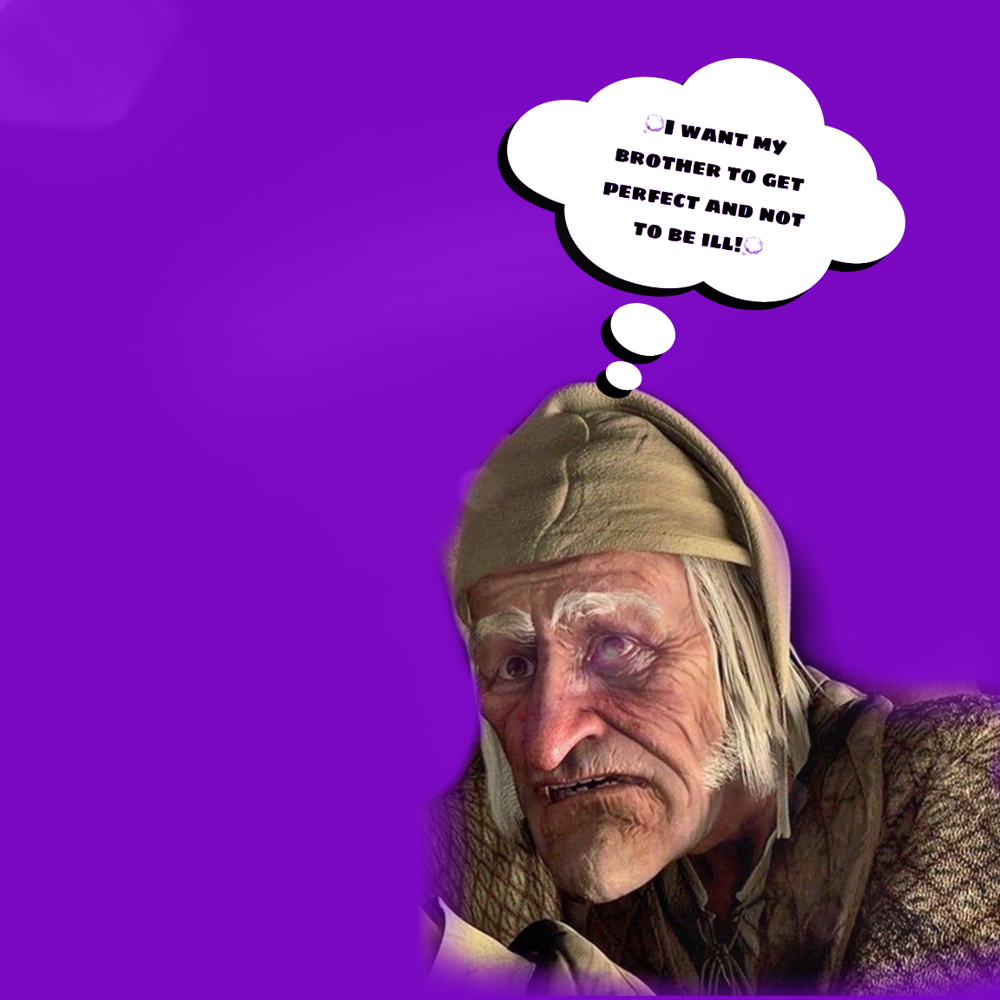 💭I WANT MY
BROTHER TO GET
PERFECT AND NOT
TO BE ILL!💭